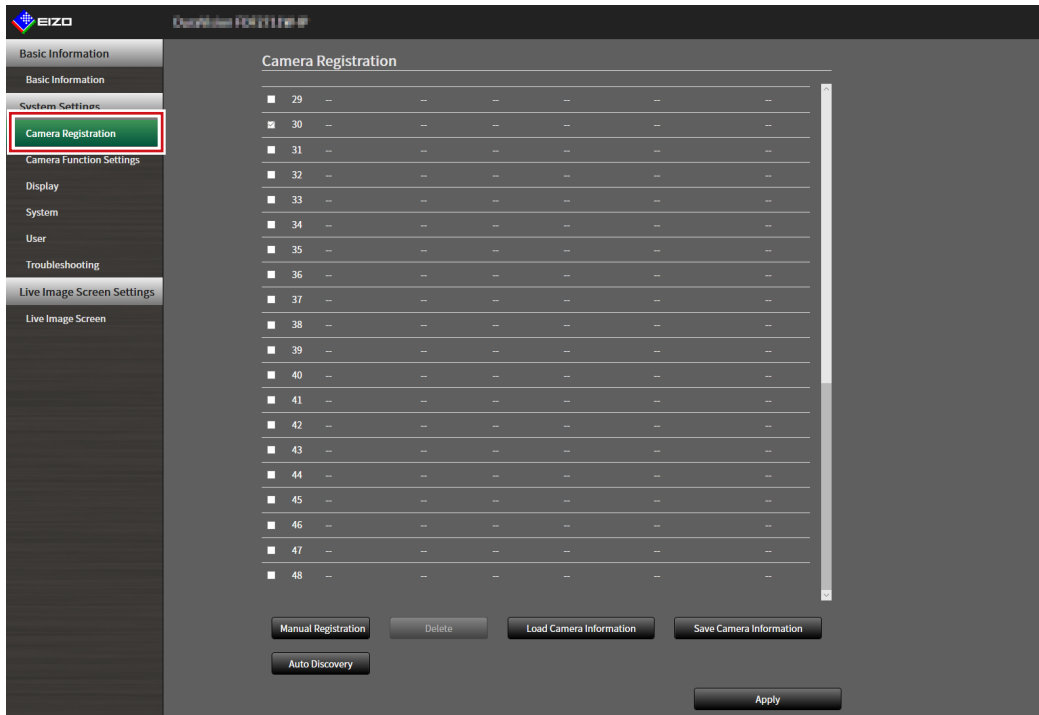 EIZO
Basic Information
Basic Information
System Settings
Camera Registration
Camera Function Settings
Display
System
User
Troubleshooting
Live Image Screen Settings
Live Image Screen
Camera Registration
29 -- -- -- -- -- --
30 -- -- -- -- -- --
31 -- -- -- -- -- --
32 -- -- -- -- -- --
33 -- -- -- -- -- --
34 -- -- -- -- -- --
35 -- -- -- -- -- --
36 -- -- -- -- -- --
37 -- -- -- -- -- --
38 -- -- -- -- -- --
39 -- -- -- -- -- --
40 -- -- -- -- -- --
41 -- -- -- -- -- --
42 -- -- -- -- -- --
43 -- -- -- -- -- --
44 -- -- -- -- -- --
45 -- -- -- -- -- --
46 -- -- -- -- -- --
47 -- -- -- -- -- --
48 -- -- -- -- -- --
Manual Registration Delete Load Camera Information Save Camera Information
Auto Discovery
Apply